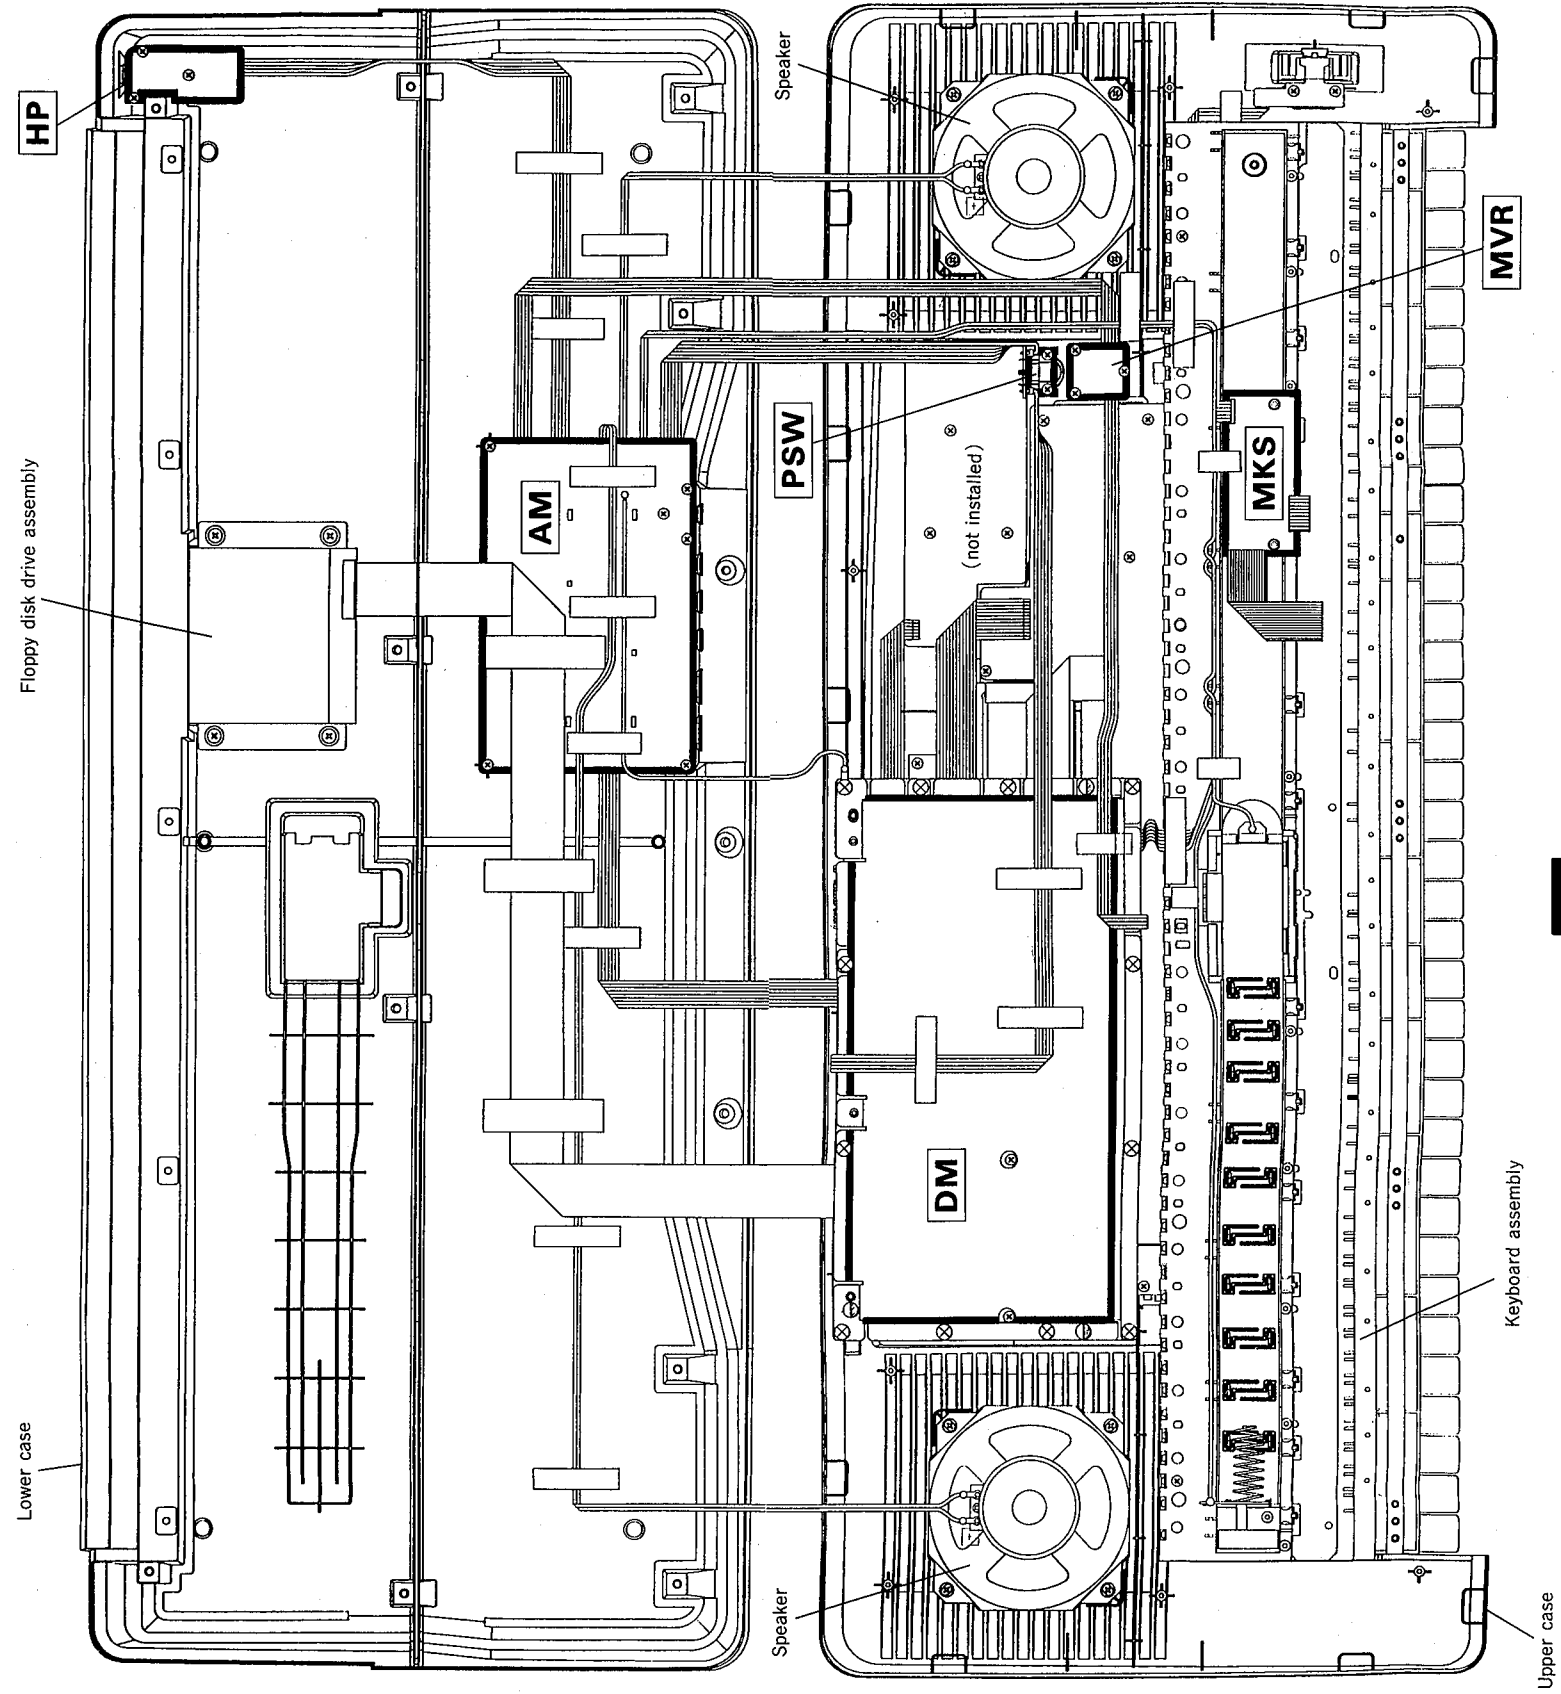 HP
Floppy disk drive assembly
Lower case
AM
Speaker
PSW
(not installed)
DM
Speaker
MVR
MKS
Keyboard assembly
Upper case